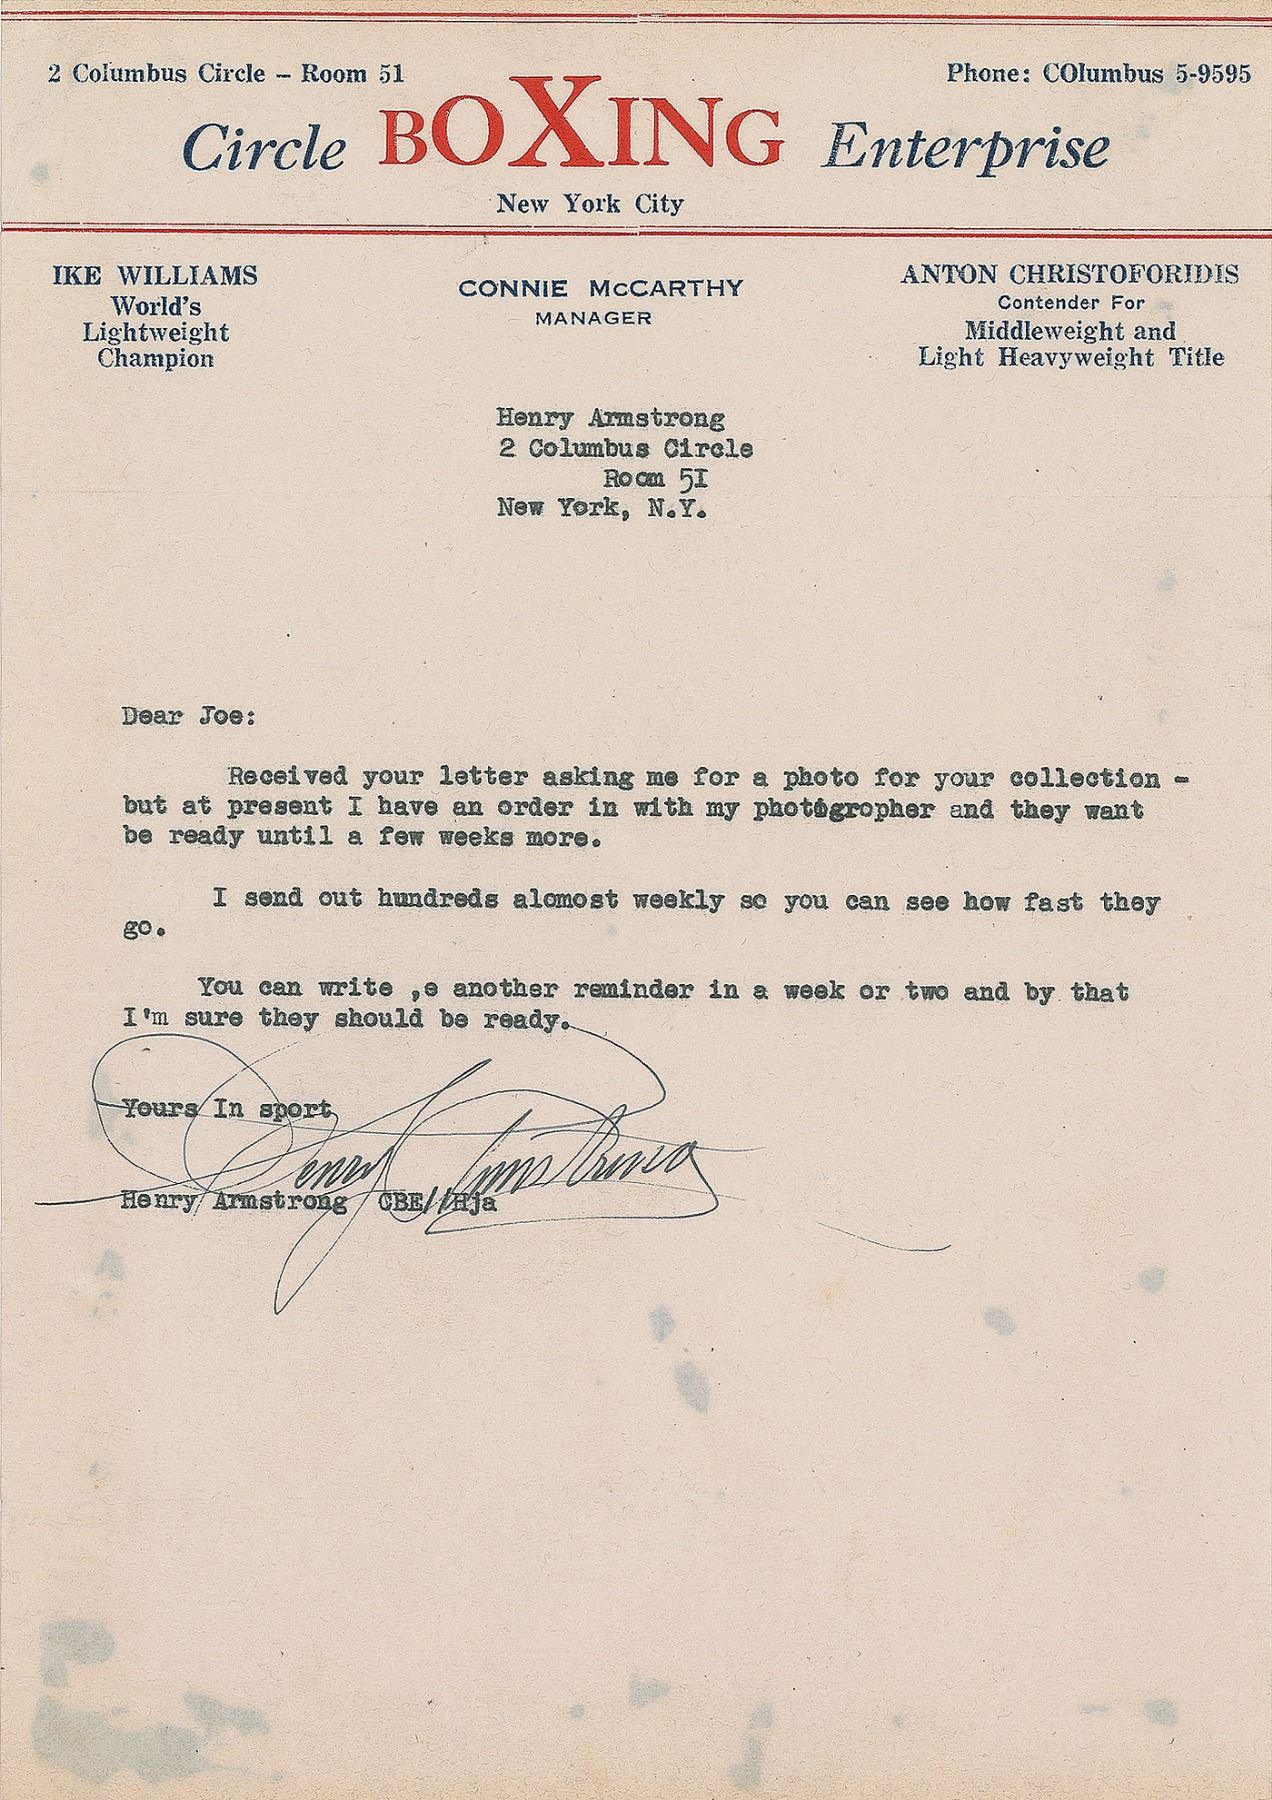 2 Columbus Circle - Room 51
Phone: COlumbus 5-9595
Circle BOXING Enterprise
New York City
IKE WILLIAMS
World's
Lightweight
Champion
CONNIE McCARTHY
MANAGER
ANTON CHRISTOFORIDIS
Contender For
Middleweight and
Light Heavyweight Title
Henry Armstrong
2 Columbus Circle
Room 5I
New York, N.Y.
Dear Joe:
Received your letter asking me for a photo for your collection -
but at present I have an order in with my photogropher and they want
be ready until a few weeks more.
I send out hundreds alomost weekly so you can see how fast they
go.
You can write ,e another reminder in a week or two and by that
I'm sure they should be ready.
Yours In sport
Henry Armstrong
Henry Armstrong CBE//Hja